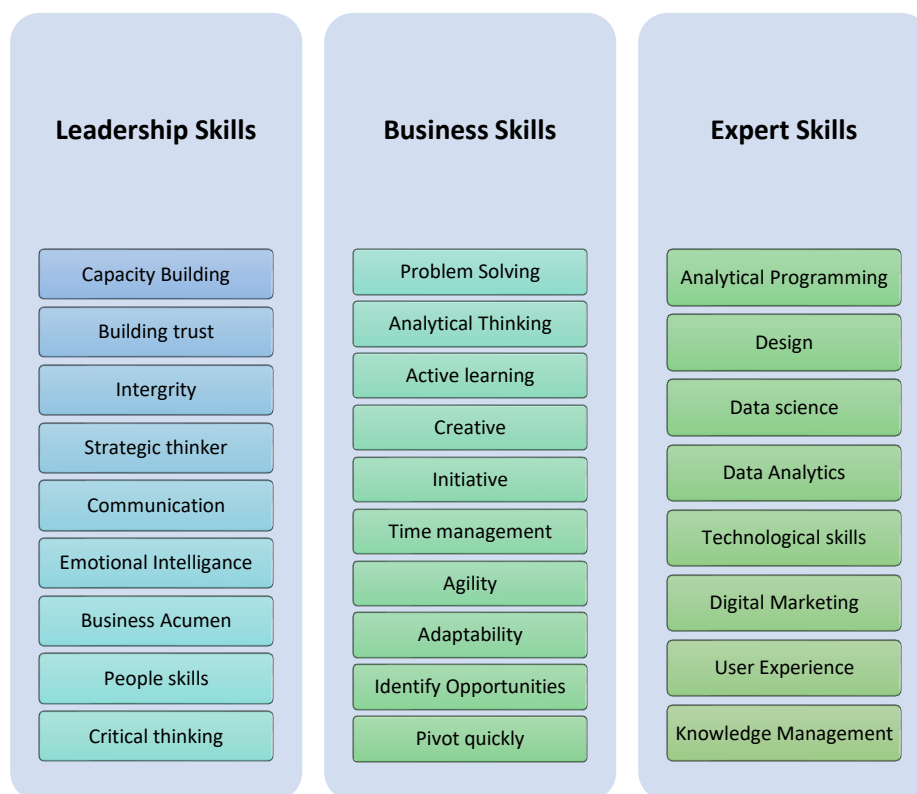 Leadership Skills
Capacity Building
Building trust
Intergrity
Strategic thinker
Communication
Emotional Intelligance
Business Acumen
People skills
Critical thinking
Business Skills
Problem Solving
Analytical Thinking
Active learning
Creative
Initiative
Time management
Agility
Adaptability
Identify Opportunities
Pivot quickly
Expert Skills
Analytical Programming
Design
Data science
Data Analytics
Technological skills
Digital Marketing
User Experience
Knowledge Management